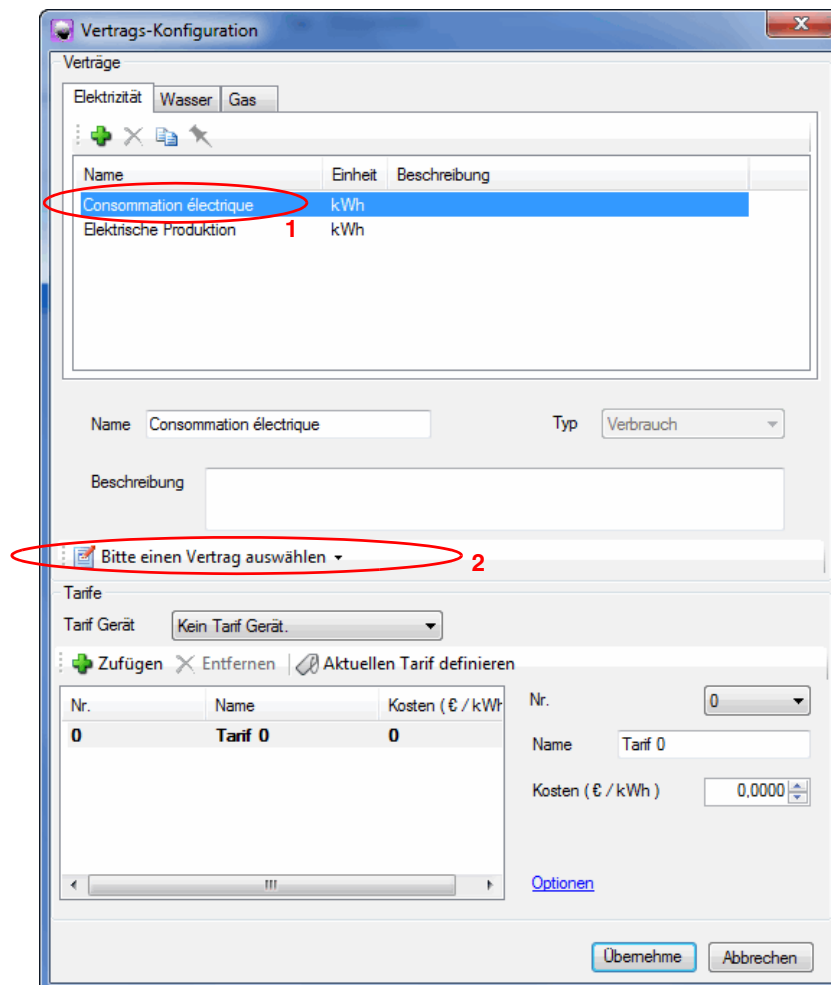 Vertrags-Konfiguration
Verträge
Elektrizität Wasser Gas
Name Einheit Beschreibung
Consommation électrique kWh
Elektrische Produktion 1 kWh
Name Consommation électrique Typ Verbrauch
Beschreibung
Bitte einen Vertrag auswählen 2
Tarife
Tarif Gerät Kein Tarif Gerät.
Zufügen Entfernen Aktuellen Tarif definieren
Nr. Name Kosten ( € / kWh
0 Tarif 0 0
Nr. 0
Name Tarif 0
Kosten ( € / kWh ) 0,0000
Optionen
Übernehme Abbrechen